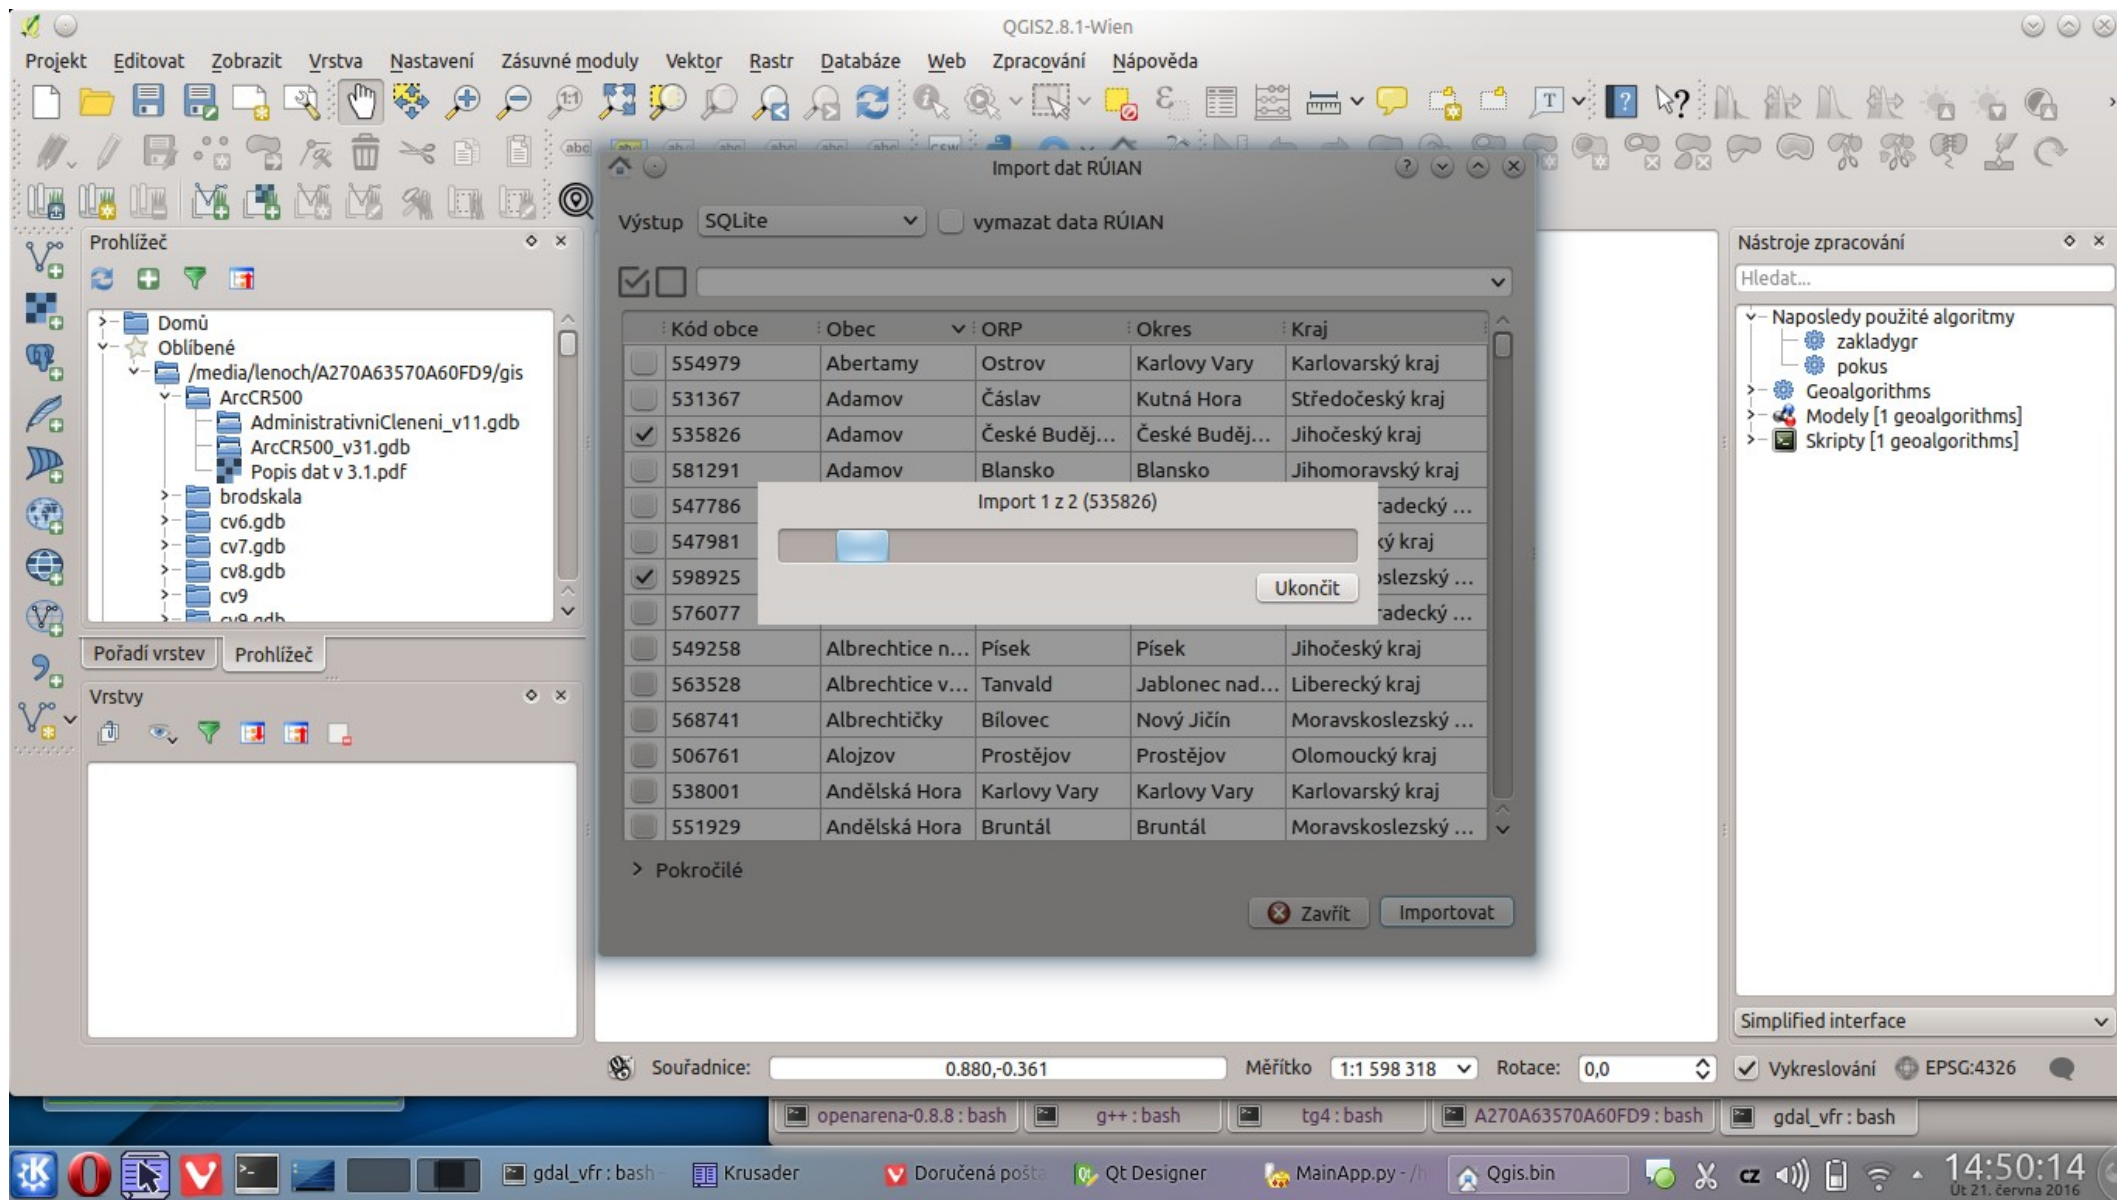 QGIS2.8.1-Wien
Projekt Editovat Zobrazit Vrstva Nastavení Zásuvné moduly Vektor Rastr Databáze Web Zpracování Nápověda
Import dat RÚIAN
Výstup SQLite vymazat data RÚIAN
Prohlížeč
Domů
Oblíbené
/media/lenoch/A270A63570A60FD9/gis
ArcCR500
AdministrativniCleneni_v11.gdb
ArcCR500_v31.gdb
Popis dat v 3.1.pdf
brodskala
cv6.gdb
cv7.gdb
cv8.gdb
cv9
cv9.gdb
Pořadí vrstev Prohlížeč
Vrstvy
Kód obce Obec ORP Okres Kraj
554979 Abertamy Ostrov Karlovy Vary Karlovarský kraj
531367 Adamov Čáslav Kutná Hora Středočeský kraj
535826 Adamov České Buděj... České Buděj... Jihočeský kraj
581291 Adamov Blansko Blansko Jihomoravský kraj
547786 radecký ...
547981 ký kraj
598925 oslezský ...
576077 radecký ...
Import 1 z 2 (535826)
Ukončit
549258 Albrechtice n... Písek Písek Jihočeský kraj
563528 Albrechtice v... Tanvald Jablonec nad... Liberecký kraj
568741 Albrechtičky Bílovec Nový Jičín Moravskoslezský ...
506761 Alojzov Prostějov Prostějov Olomoucký kraj
538001 Andělská Hora Karlovy Vary Karlovy Vary Karlovarský kraj
551929 Andělská Hora Bruntál Bruntál Moravskoslezský ...
Pokročilé
Zavřít Importovat
Nástroje zpracování
Hledat...
Naposledy použité algoritmy
zakladygr
pokus
Geoalgorithms
Modely [1 geoalgorithms]
Skripty [1 geoalgorithms]
Simplified interface
Souřadnice: 0.880,-0.361 Měřítko 1:1 598 318 Rotace: 0,0 Vykreslování EPSG:4326
openarena-0.8.8 : bash g++ : bash tg4 : bash A270A63570A60FD9 : bash gdal_vfr : bash
gdal_vfr : bash Krusader Doručená pošta Qt Designer MainApp.py - /h Qgis.bin cz 14:50:14
Út 21. června 2016